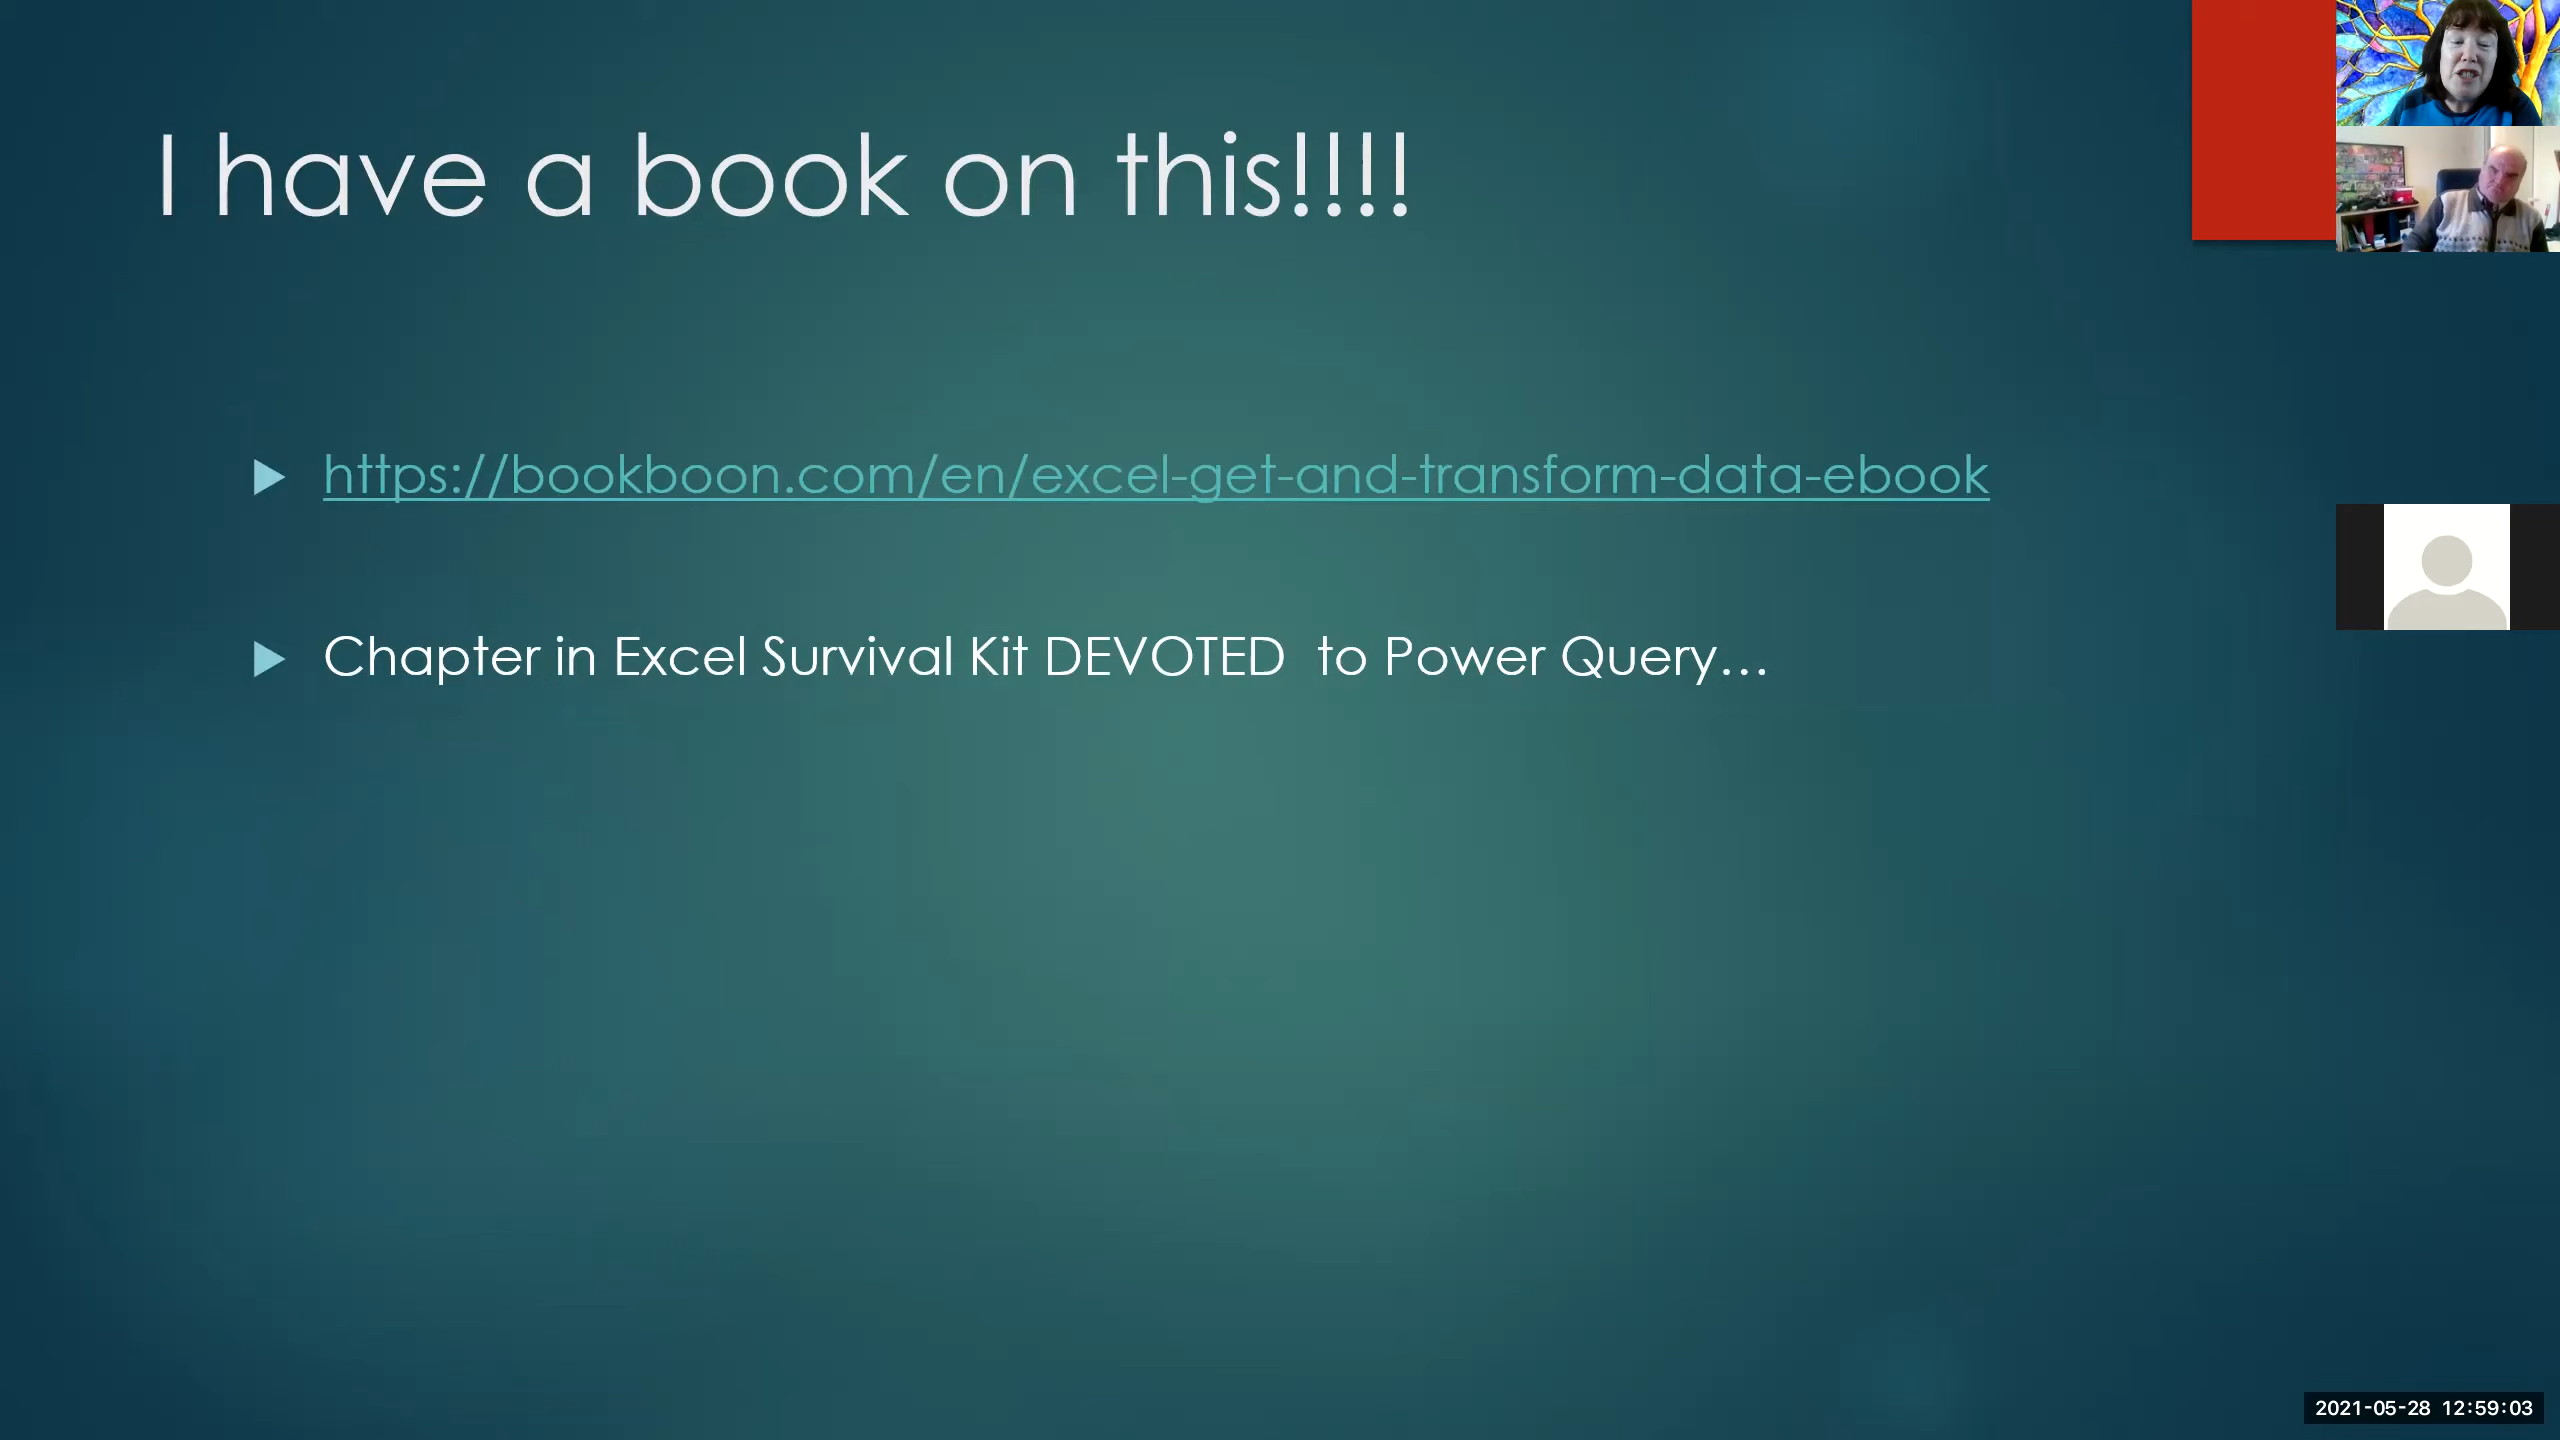 I have a book on this!!!!
https://bookboon.com/en/excel-get-and-transform-data-ebook
Chapter in Excel Survival Kit DEVOTED  to Power Query…
2021-05-28 12:59:03